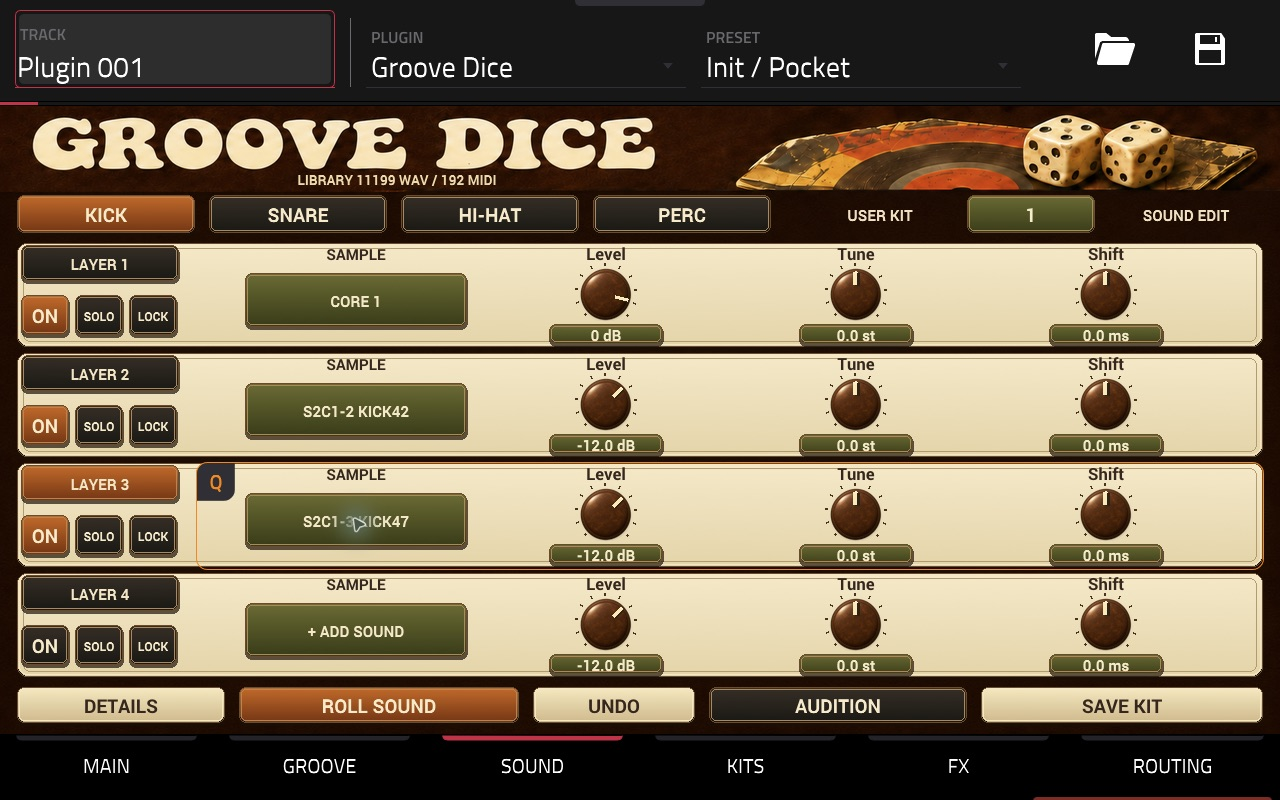 TRACK
Plugin 001
PLUGIN
Groove Dice
PRESET
Init / Pocket
GROOVE DICE
LIBRARY 11199 WAV / 192 MIDI
KICK SNARE HI-HAT PERC USER KIT 1 SOUND EDIT
LAYER 1 SAMPLE Level Tune Shift
ON SOLO LOCK CORE 1
0 dB 0.0 st 0.0 ms
LAYER 2 SAMPLE Level Tune Shift
ON SOLO LOCK S2C1-2 KICK42
-12.0 dB 0.0 st 0.0 ms
LAYER 3 Q SAMPLE Level Tune Shift
ON SOLO LOCK S2C1-3 KICK47
-12.0 dB 0.0 st 0.0 ms
LAYER 4 SAMPLE Level Tune Shift
ON SOLO LOCK + ADD SOUND
-12.0 dB 0.0 st 0.0 ms
DETAILS ROLL SOUND UNDO AUDITION SAVE KIT
MAIN GROOVE SOUND KITS FX ROUTING